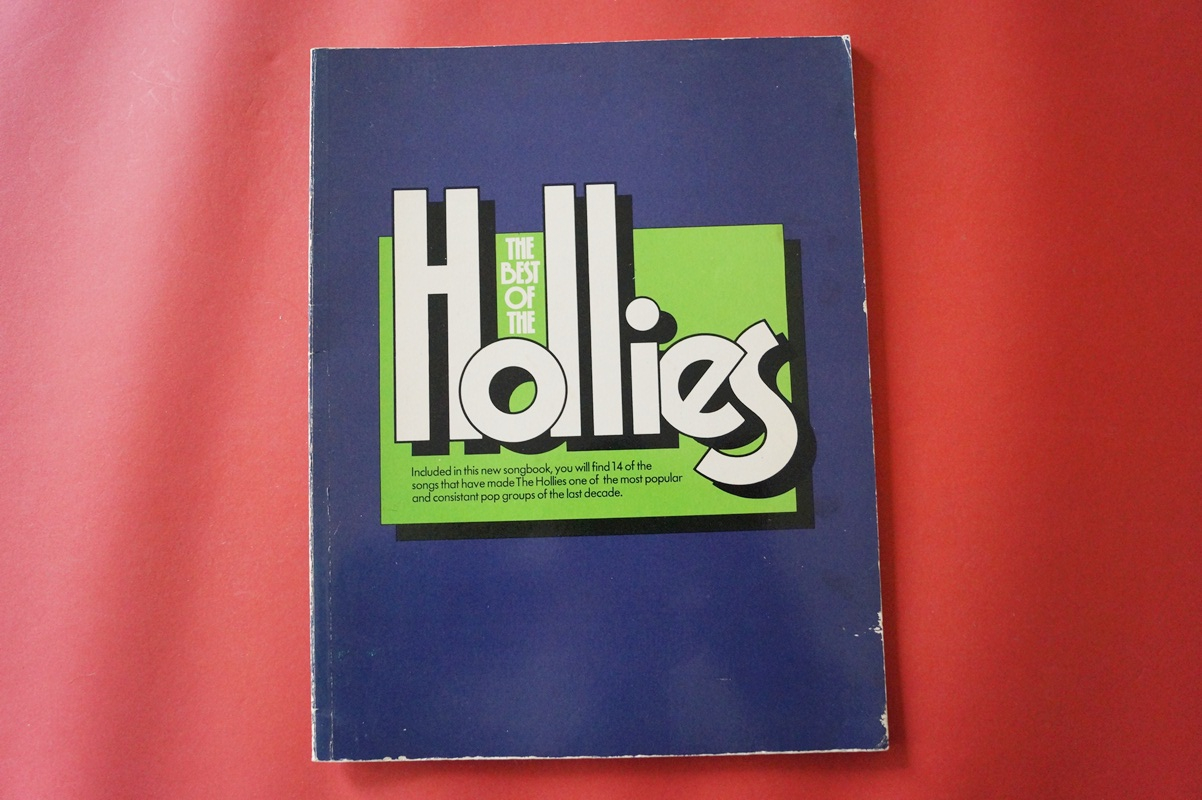 THE
BEST
OF
THE
Hollies
Included in this new songbook, you will find 14 of the
songs that have made The Hollies one of the most popular
and consistant pop groups of the last decade.